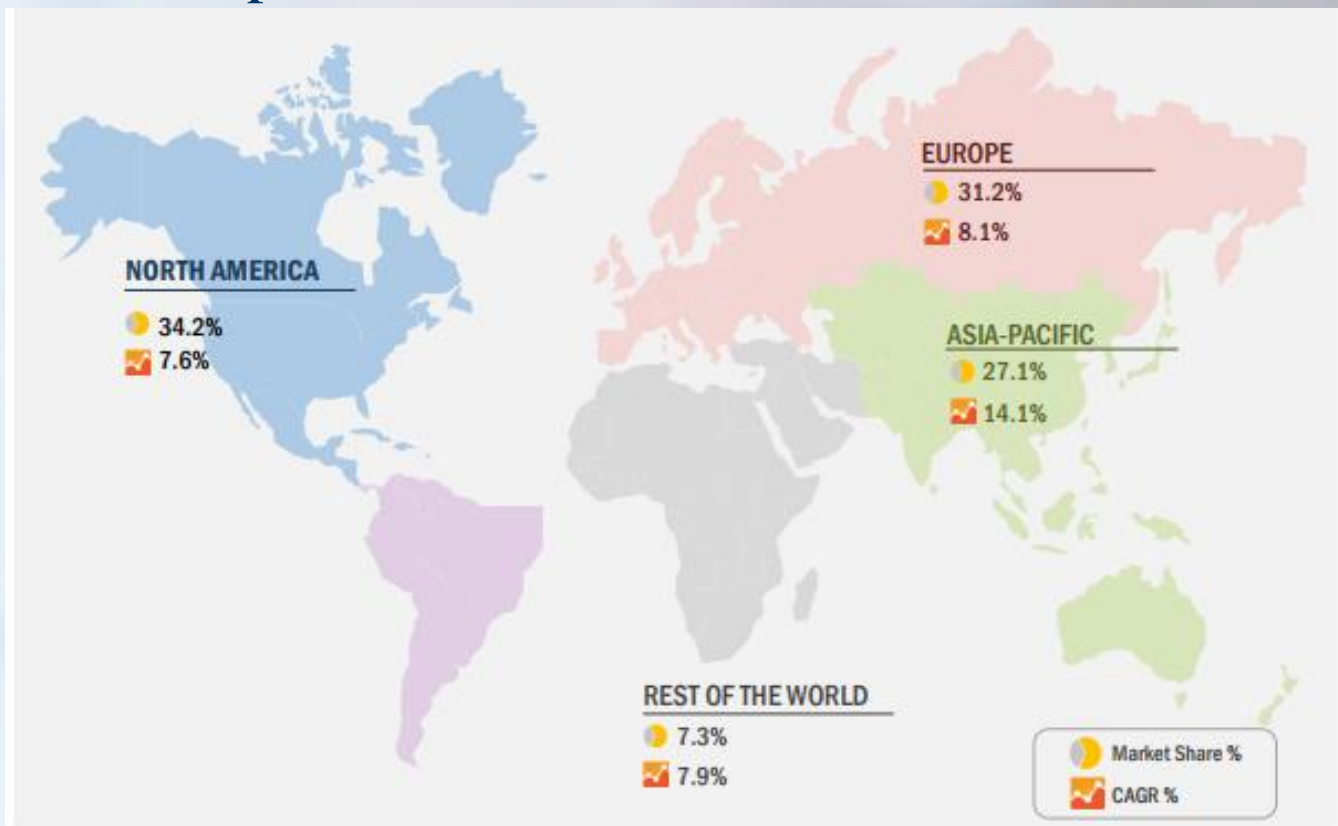 NORTH AMERICA
34.2%
7.6%
EUROPE
31.2%
8.1%
ASIA-PACIFIC
27.1%
14.1%
REST OF THE WORLD
7.3%
7.9%
Market Share %
CAGR %